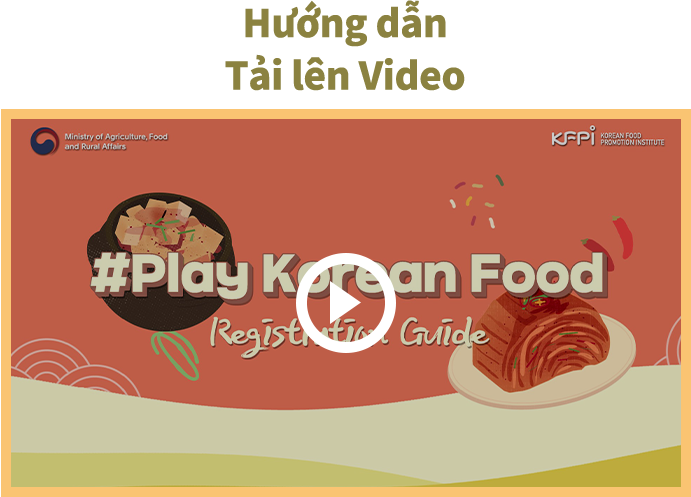 Hướng dẫn
Tải lên Video
Ministry of Agriculture, Food
and Rural Affairs
KFPI KOREAN FOOD
PROMOTION INSTITUTE
#Play Korean Food
Registration Guide